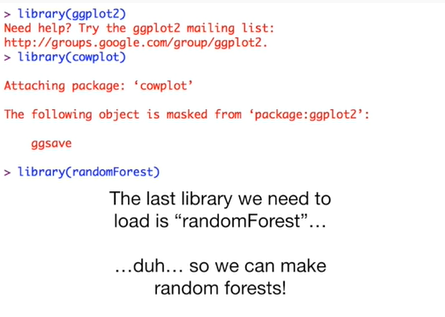 > library(ggplot2)
Need help? Try the ggplot2 mailing list:
http://groups.google.com/group/ggplot2.
> library(cowplot)
Attaching package: ‘cowplot’
The following object is masked from ‘package:ggplot2’:
ggsave
> library(randomForest)
The last library we need to
load is “randomForest”…
…duh… so we can make
random forests!